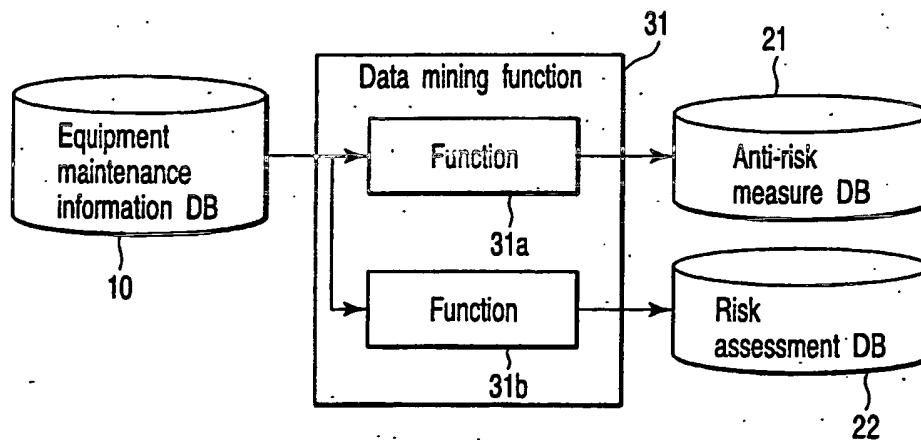 31
21
Data mining function
Equipment
maintenance
information DB
10
Function
31a
Anti-risk
measure DB
Function
31b
Risk
assessment DB
22